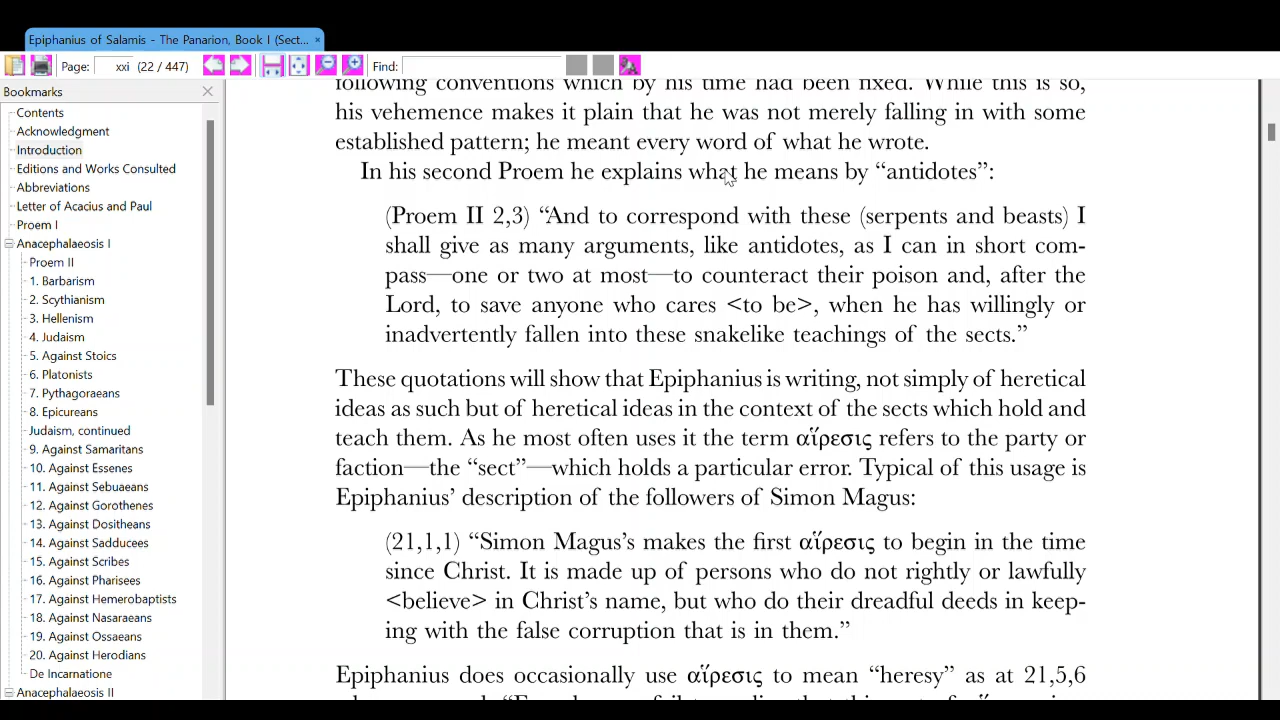 Epiphanius of Salamis - The Panarion, Book I (Sect... ×
Page: xxi (22 / 447) Find:
Bookmarks
Contents
Acknowledgment
Introduction
Editions and Works Consulted
Abbreviations
Letter of Acacius and Paul
Proem I
Anacephalaeosis I
Proem II
1. Barbarism
2. Scythianism
3. Hellenism
4. Judaism
5. Against Stoics
6. Platonists
7. Pythagoraeans
8. Epicureans
Judaism, continued
9. Against Samaritans
10. Against Essenes
11. Against Sebuaeans
12. Against Gorothenes
13. Against Dositheans
14. Against Sadducees
15. Against Scribes
16. Against Pharisees
17. Against Hemerobaptists
18. Against Nasaraeans
19. Against Ossaeans
20. Against Herodians
De Incarnatione
Anacephalaeosis II
following conventions which by his time had been fixed. While this is so,
his vehemence makes it plain that he was not merely falling in with some
established pattern; he meant every word of what he wrote.
In his second Proem he explains what he means by “antidotes”:
(Proem II 2,3) “And to correspond with these (serpents and beasts) I
shall give as many arguments, like antidotes, as I can in short com-
pass—one or two at most—to counteract their poison and, after the
Lord, to save anyone who cares <to be>, when he has willingly or
inadvertently fallen into these snakelike teachings of the sects.”
These quotations will show that Epiphanius is writing, not simply of heretical
ideas as such but of heretical ideas in the context of the sects which hold and
teach them. As he most often uses it the term αἵρεσις refers to the party or
faction—the “sect”—which holds a particular error. Typical of this usage is
Epiphanius’ description of the followers of Simon Magus:
(21,1,1) “Simon Magus’s makes the first αἵρεσις to begin in the time
since Christ. It is made up of persons who do not rightly or lawfully
<believe> in Christ’s name, but who do their dreadful deeds in keep-
ing with the false corruption that is in them.”
Epiphanius does occasionally use αἵρεσις to mean “heresy” as at 21,5,6